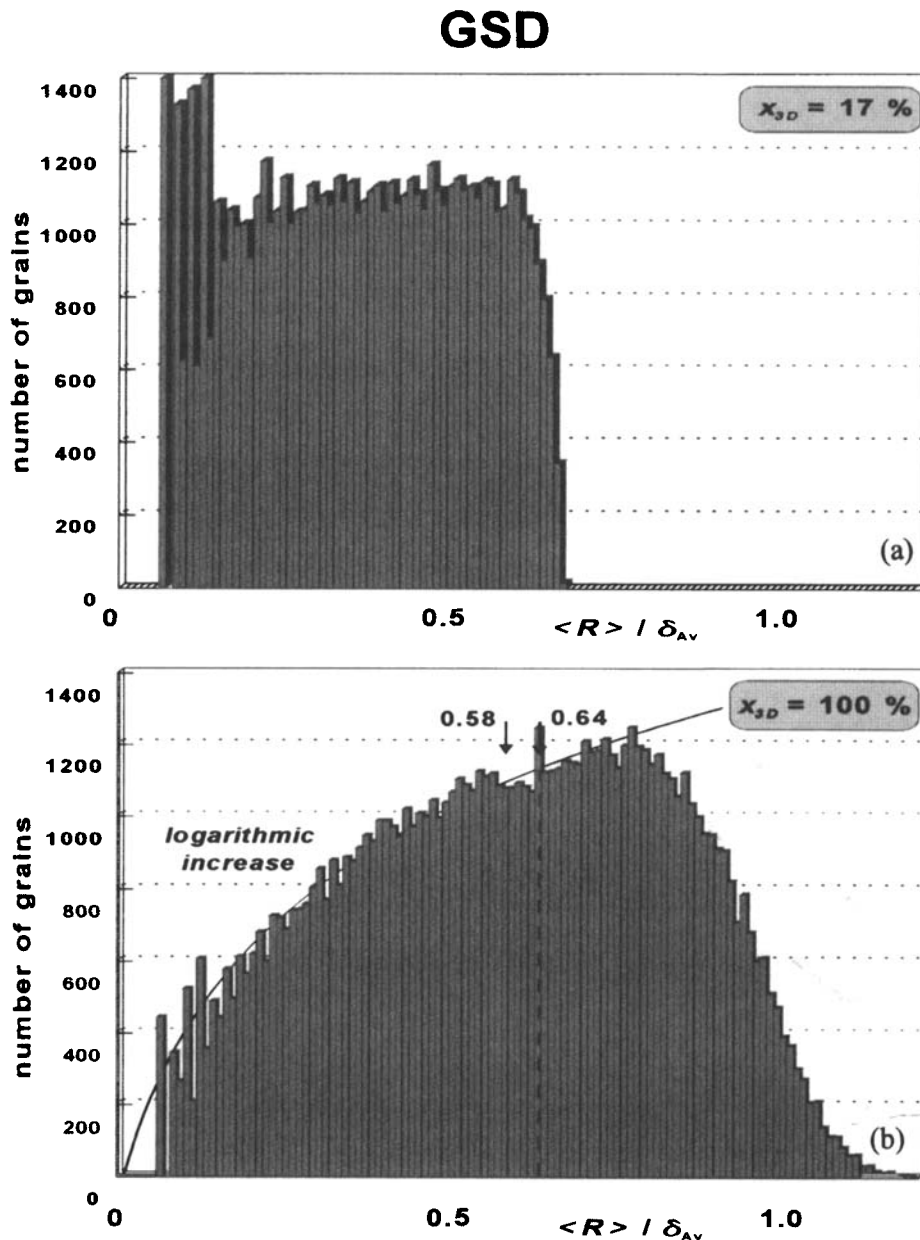 GSD
1400
1200
1000
800
600
400
200
0
number of grains
x3D = 17 %
(a)
0
0.5
1.0
<R> / δAv
1400
1200
1000
800
600
400
200
0
number of grains
0.58
0.64
x3D = 100 %
logarithmic
increase
(b)
0
0.5
1.0
<R> / δAv